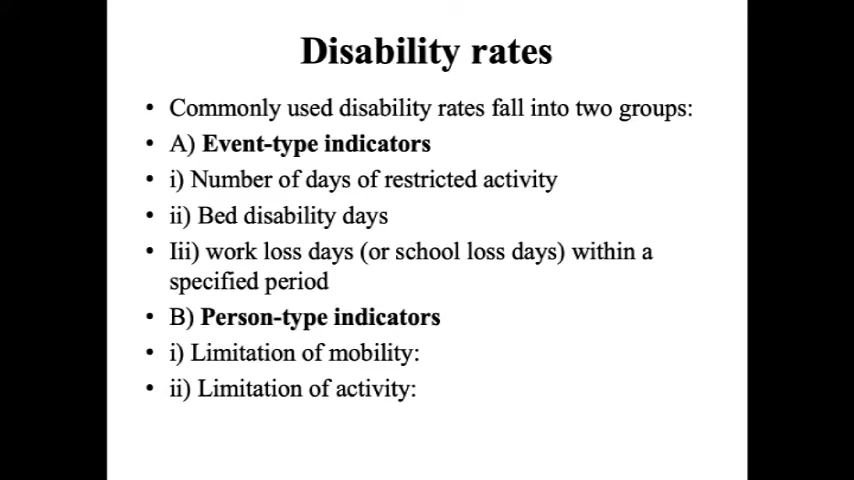 Disability rates
• Commonly used disability rates fall into two groups:
• A) Event-type indicators
• i) Number of days of restricted activity
• ii) Bed disability days
• Iii) work loss days (or school loss days) within a
specified period
• B) Person-type indicators
• i) Limitation of mobility:
• ii) Limitation of activity: